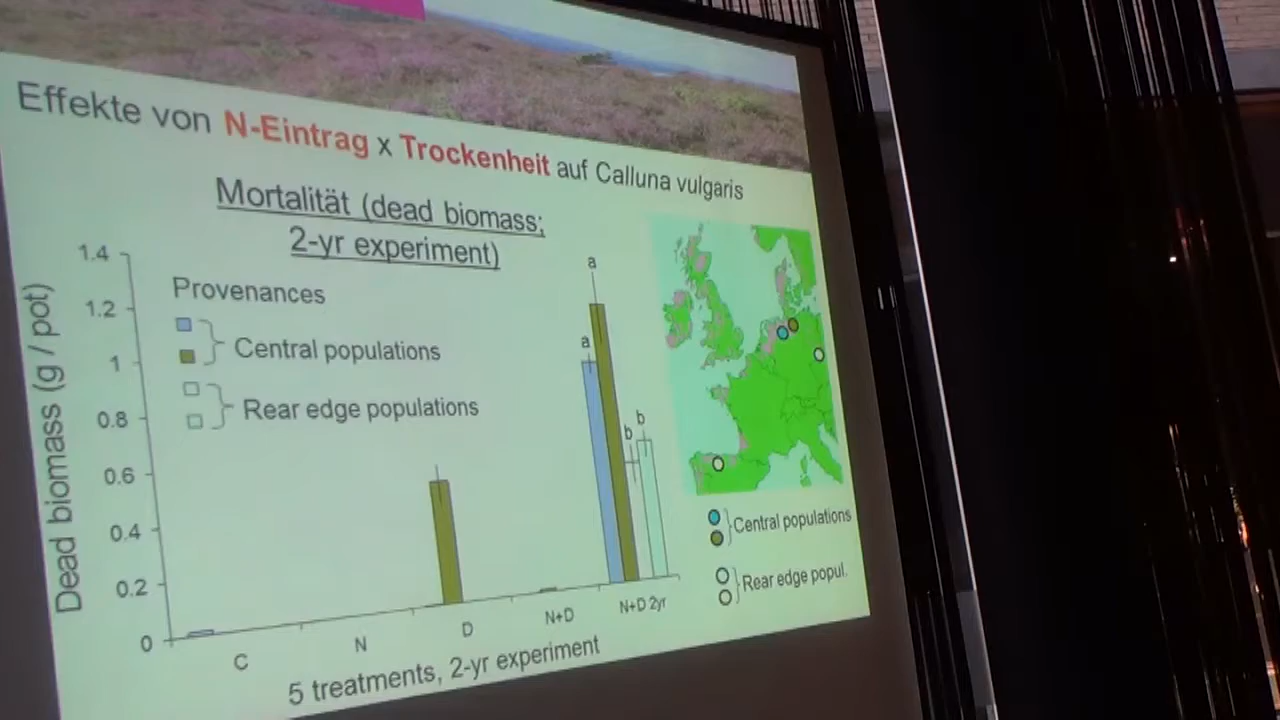 Effekte von N-Eintrag x Trockenheit auf Calluna vulgaris
Mortalität (dead biomass;
2-yr experiment)
Provenances
Central populations
Rear edge populations
Dead biomass (g / pot)
1.4
1.2
1
0.8
0.6
0.4
0.2
0
a
a
b
b
C
N
D
N+D
N+D 2yr
5 treatments, 2-yr experiment
Central populations
Rear edge popul.